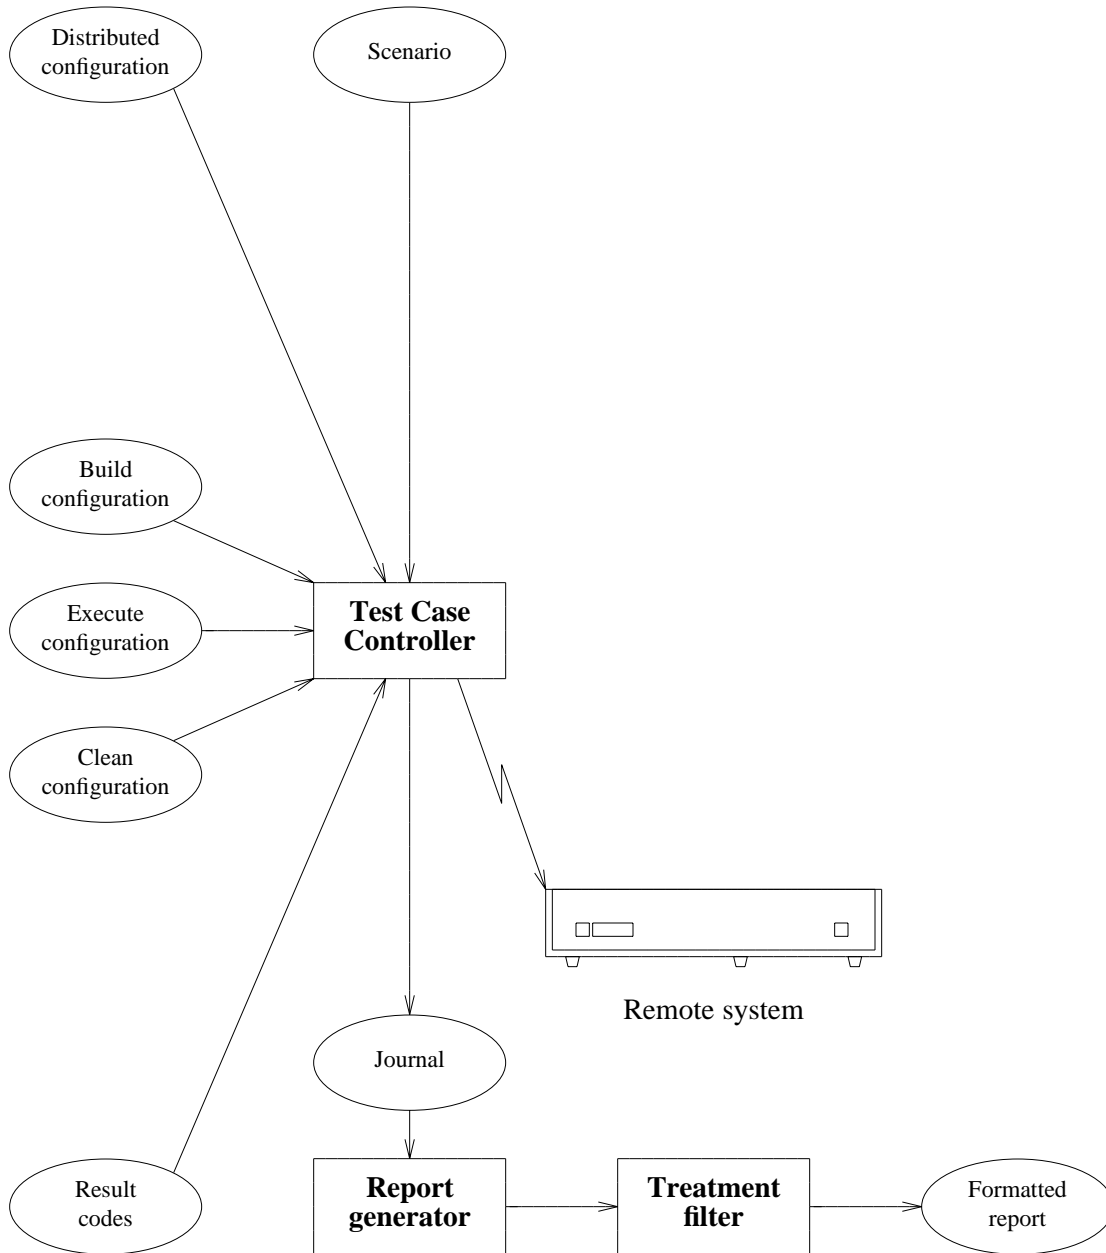 Distributed
configuration
Scenario
Build
configuration
Execute
configuration
Test Case
Controller
Clean
configuration
Remote system
Journal
Result
codes
Report
generator
Treatment
filter
Formatted
report